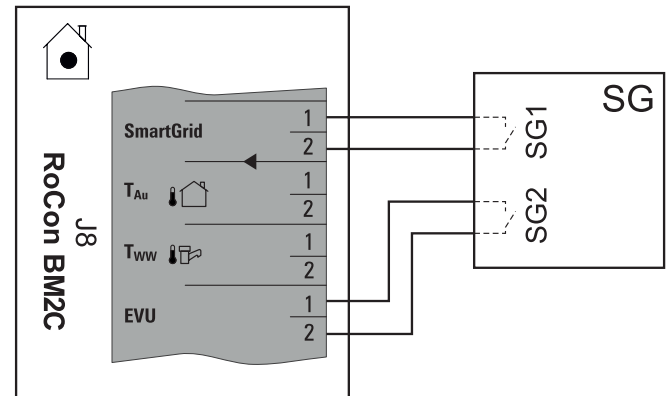 J8
RoCon BM2C
SmartGrid
1
2
TAu
1
2
TWW
1
2
EVU
1
2
SG
SG1
SG2